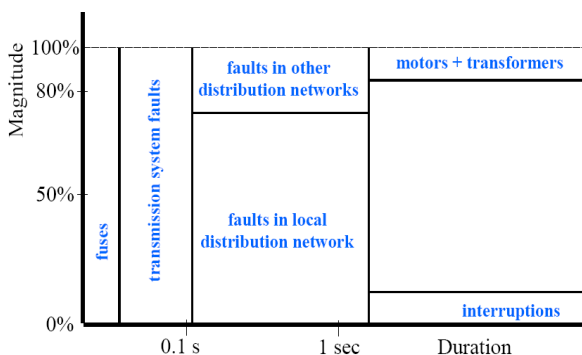 Magnitude
100%
80%
50%
0%
fuses
transmission system faults
faults in other
distribution networks
faults in local
distribution network
motors + transformers
interruptions
0.1 s
1 sec
Duration